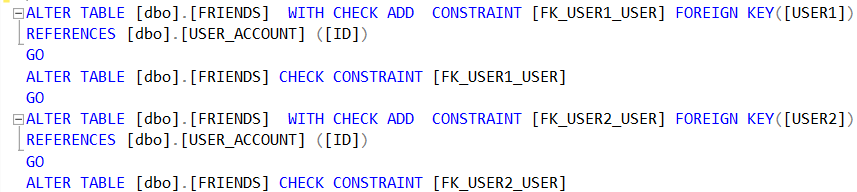 ALTER TABLE [dbo].[FRIENDS]  WITH CHECK ADD  CONSTRAINT [FK_USER1_USER] FOREIGN KEY([USER1])
REFERENCES [dbo].[USER_ACCOUNT] ([ID])
GO
ALTER TABLE [dbo].[FRIENDS] CHECK CONSTRAINT [FK_USER1_USER]
GO
ALTER TABLE [dbo].[FRIENDS]  WITH CHECK ADD  CONSTRAINT [FK_USER2_USER] FOREIGN KEY([USER2])
REFERENCES [dbo].[USER_ACCOUNT] ([ID])
GO
ALTER TABLE [dbo].[FRIENDS] CHECK CONSTRAINT [FK_USER2_USER]